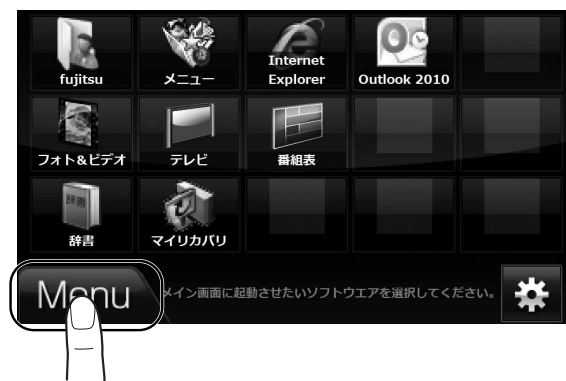 fujitsu
メニュー
Internet
Explorer
Outlook 2010
フォト&ビデオ
テレビ
番組表
辞書
マイリカバリ
Menu
メイン画面に起動させたいソフトウエアを選択してください。